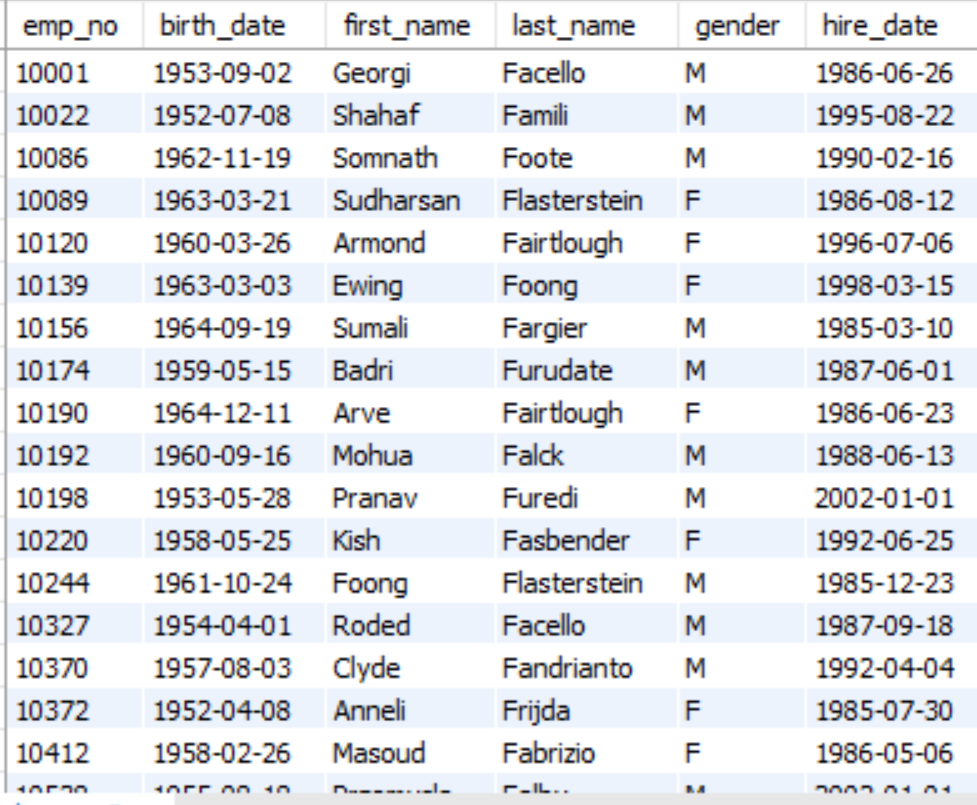 emp_no birth_date first_name last_name gender hire_date
10001 1953-09-02 Georgi Facello M 1986-06-26
10022 1952-07-08 Shahaf Famili M 1995-08-22
10086 1962-11-19 Somnath Foote M 1990-02-16
10089 1963-03-21 Sudharsan Flasterstein F 1986-08-12
10120 1960-03-26 Armond Fairtlough F 1996-07-06
10139 1963-03-03 Ewing Foong F 1998-03-15
10156 1964-09-19 Sumali Fargier M 1985-03-10
10174 1959-05-15 Badri Furudate M 1987-06-01
10190 1964-12-11 Arve Fairtlough F 1986-06-23
10192 1960-09-16 Mohua Falck M 1988-06-13
10198 1953-05-28 Pranav Furedi M 2002-01-01
10220 1958-05-25 Kish Fasbender F 1992-06-25
10244 1961-10-24 Foong Flasterstein M 1985-12-23
10327 1954-04-01 Roded Facello M 1987-09-18
10370 1957-08-03 Clyde Fandrianto M 1992-04-04
10372 1952-04-08 Anneli Frijda F 1985-07-30
10412 1958-02-26 Masoud Fabrizio F 1986-05-06